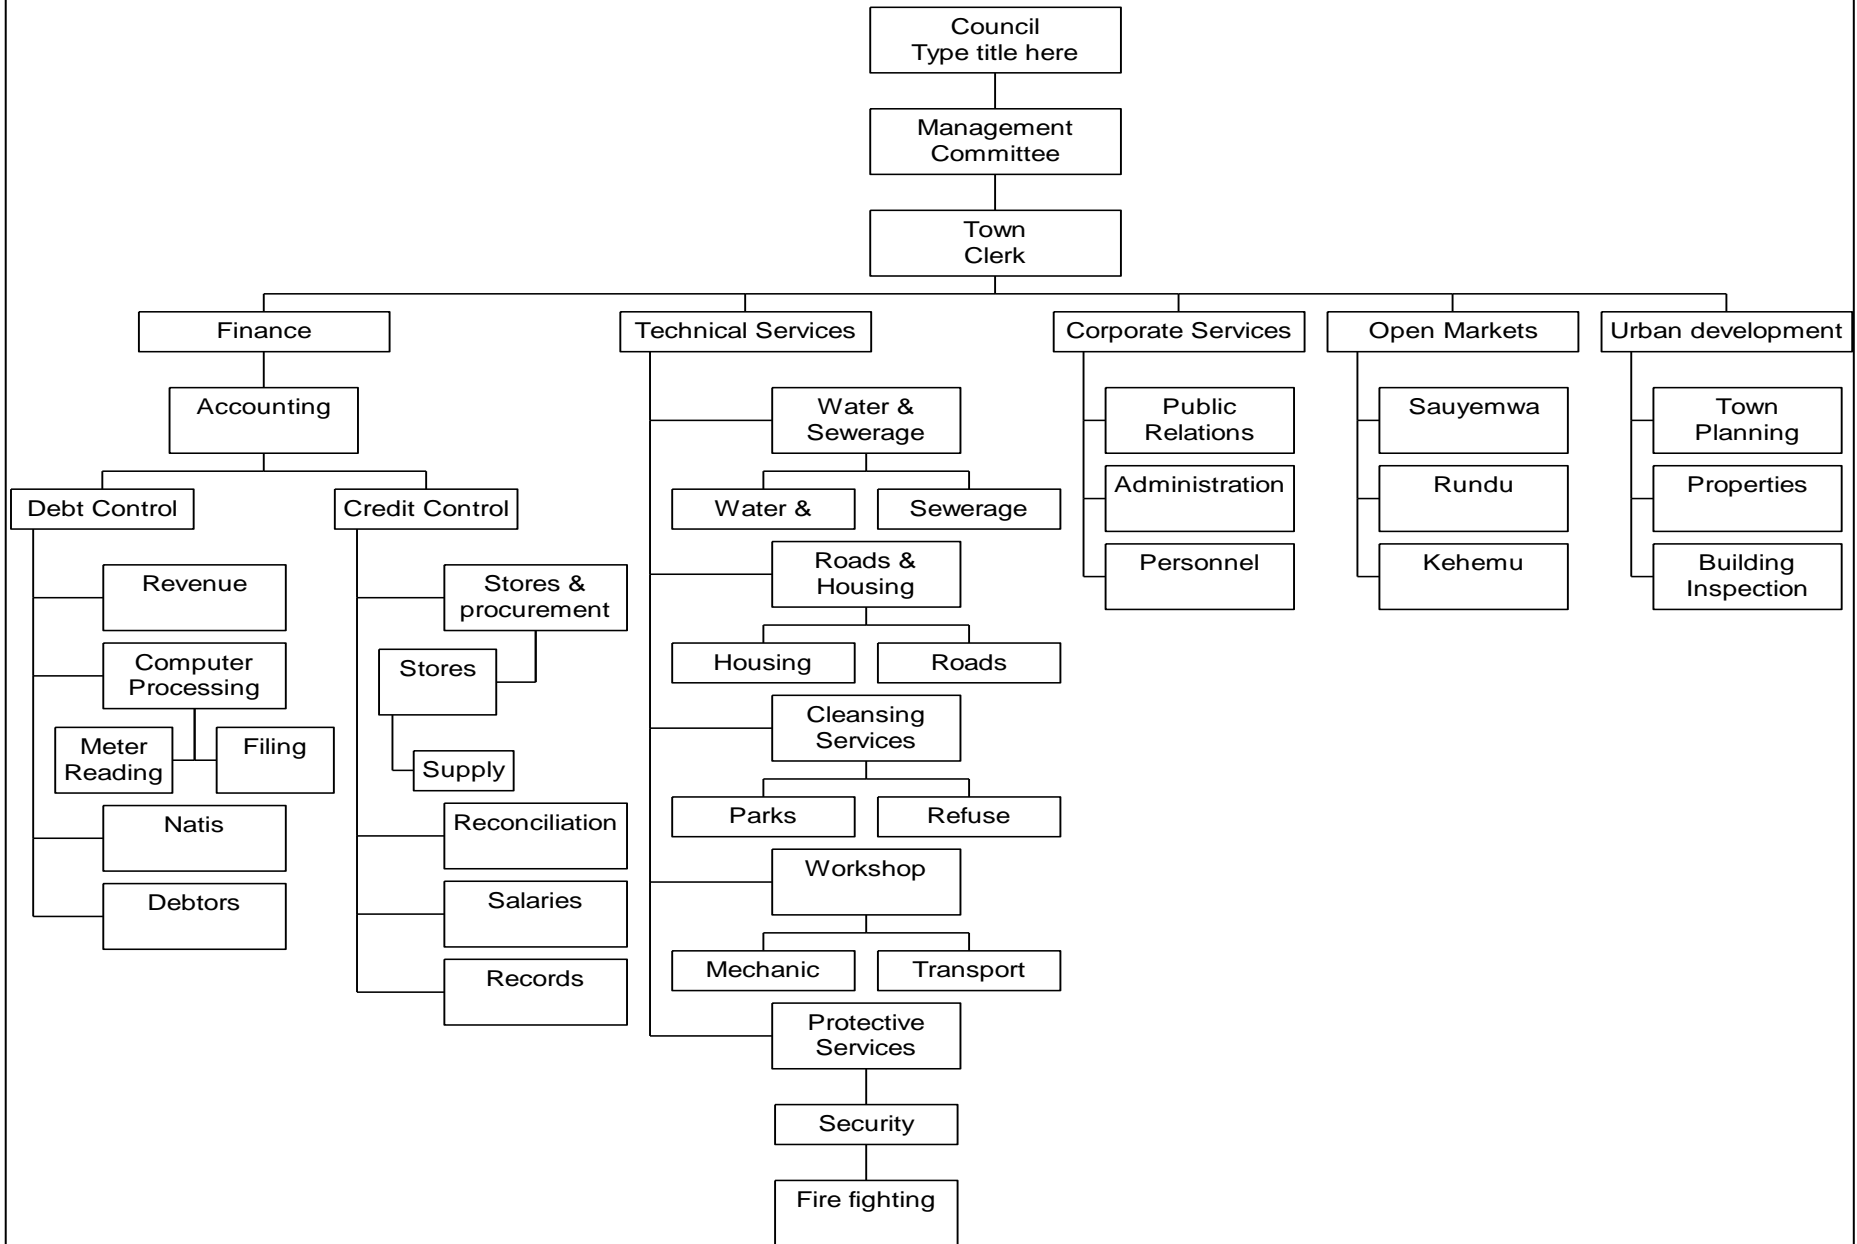 Council
Type title here
Management
Committee
Town
Clerk
Finance
Technical Services
Corporate Services
Open Markets
Urban development
Accounting
Debt Control
Credit Control
Revenue
Computer
Processing
Meter
Reading
Filing
Natis
Debtors
Stores &
procurement
Stores
Supply
Reconciliation
Salaries
Records
Water &
Sewerage
Water &
Sewerage
Roads &
Housing
Housing
Roads
Cleansing
Services
Parks
Refuse
Workshop
Mechanic
Transport
Protective
Services
Security
Fire fighting
Public
Relations
Administration
Personnel
Sauyemwa
Rundu
Kehemu
Town
Planning
Properties
Building
Inspection